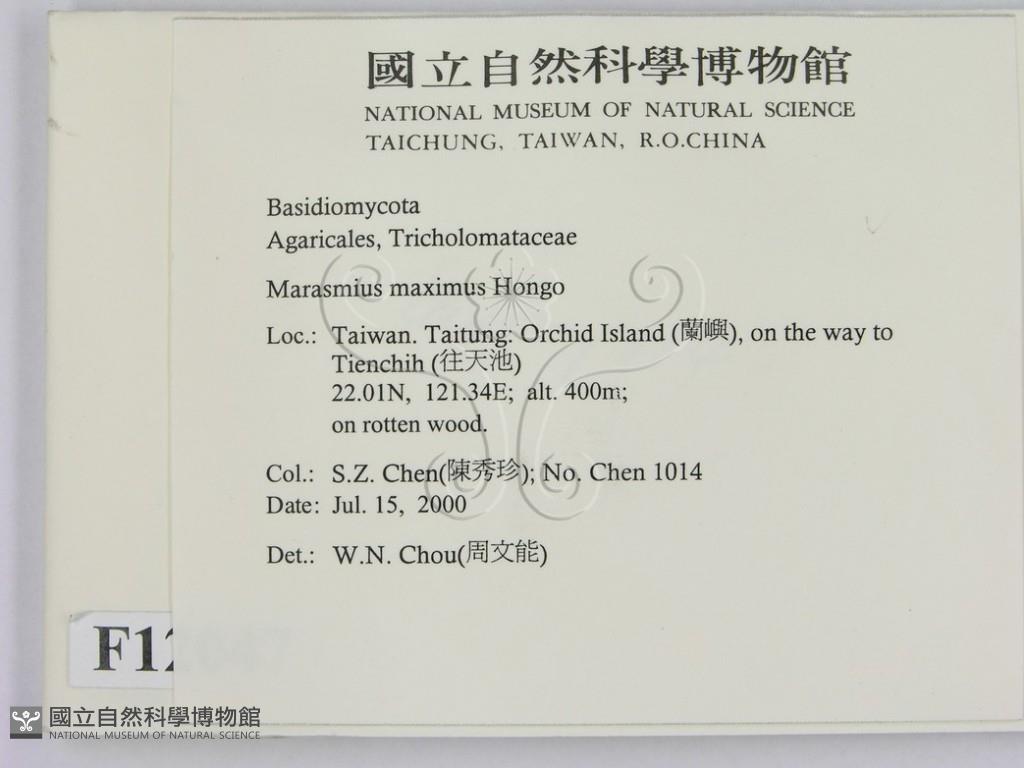 國立自然科學博物館
NATIONAL MUSEUM OF NATURAL SCIENCE
TAICHUNG, TAIWAN, R.O.CHINA
Basidiomycota
Agaricales, Tricholomataceae
Marasmius maximus Hongo
Loc.: Taiwan. Taitung: Orchid Island (蘭嶼), on the way to
Tienchih (往天池)
22.01N, 121.34E; alt. 400m;
on rotten wood.
Col.: S.Z. Chen(陳秀珍); No. Chen 1014
Date: Jul. 15, 2000
Det.: W.N. Chou(周文能)
國立自然科學博物館
NATIONAL MUSEUM OF NATURAL SCIENCE